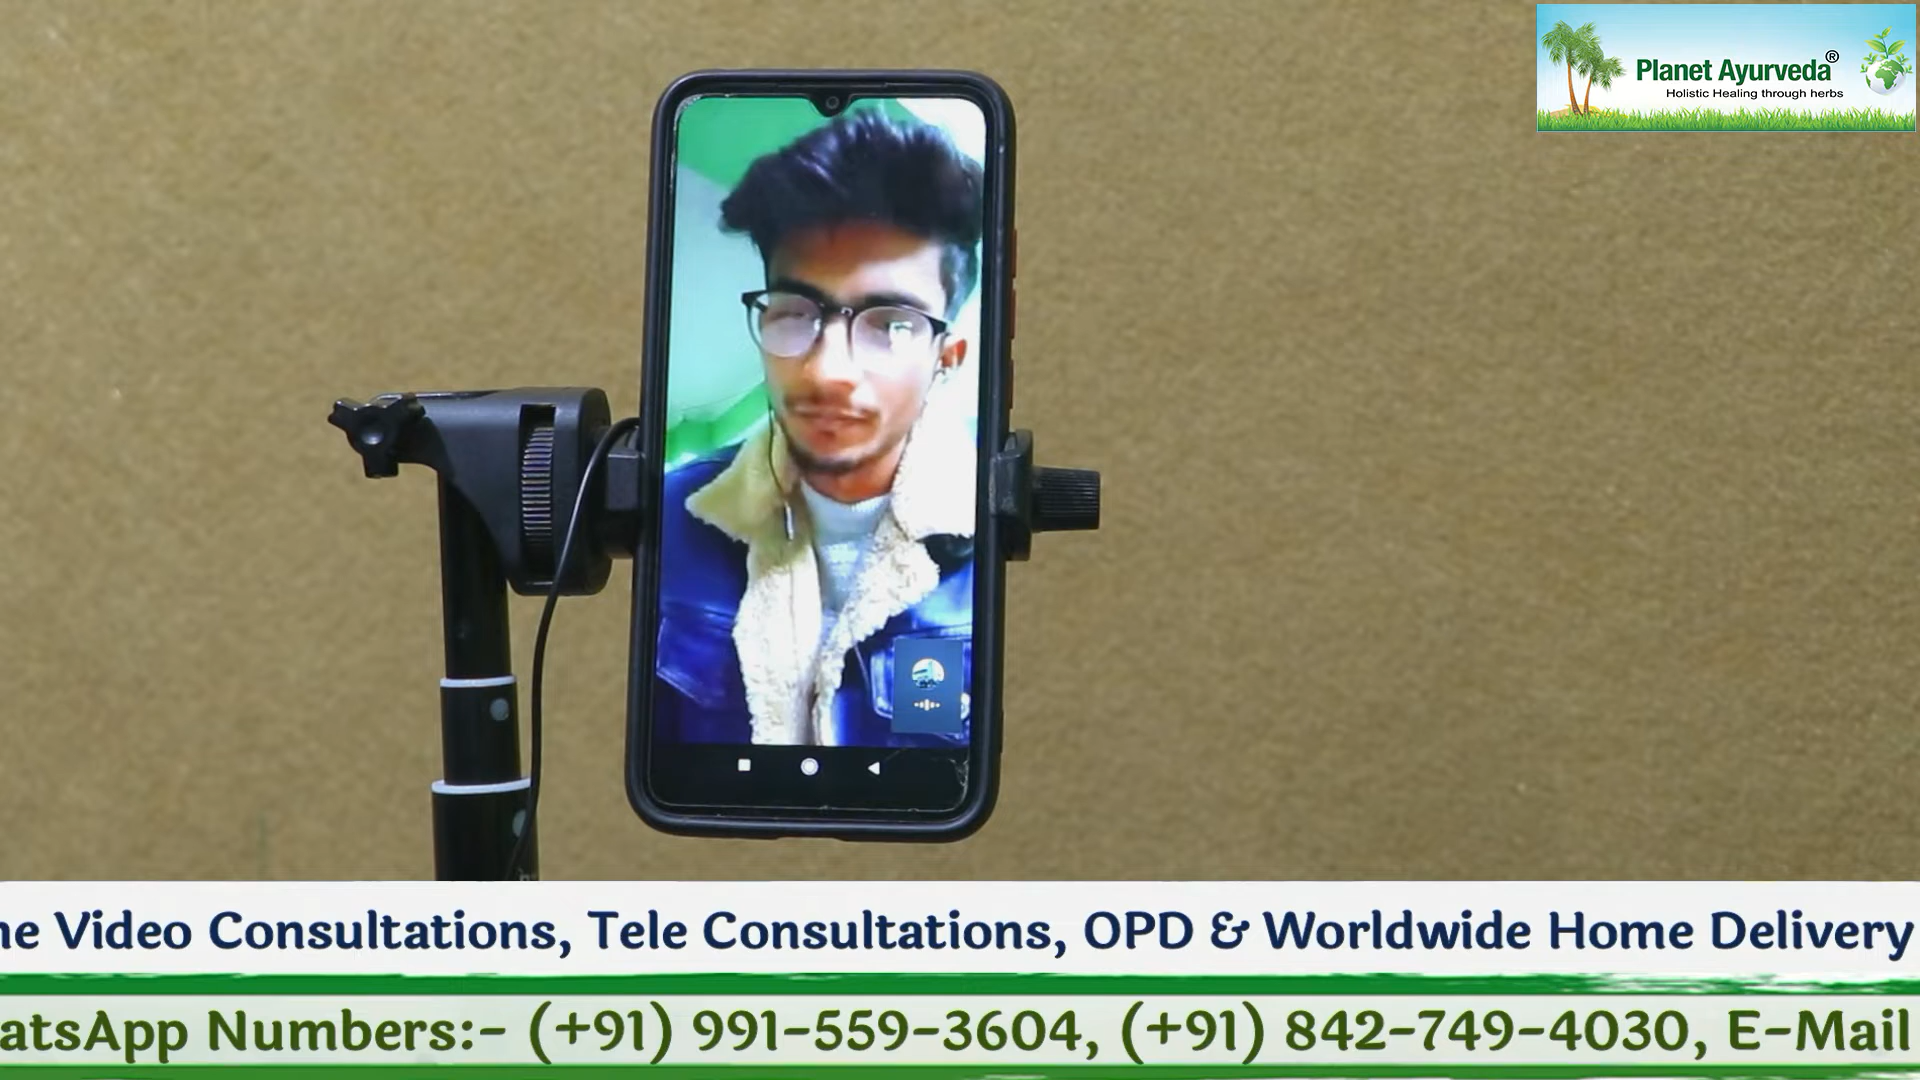 Planet Ayurveda®
Holistic Healing through herbs
ne Video Consultations, Tele Consultations, OPD & Worldwide Home Delivery
atsApp Numbers:- (+91) 991-559-3604, (+91) 842-749-4030, E-Mail